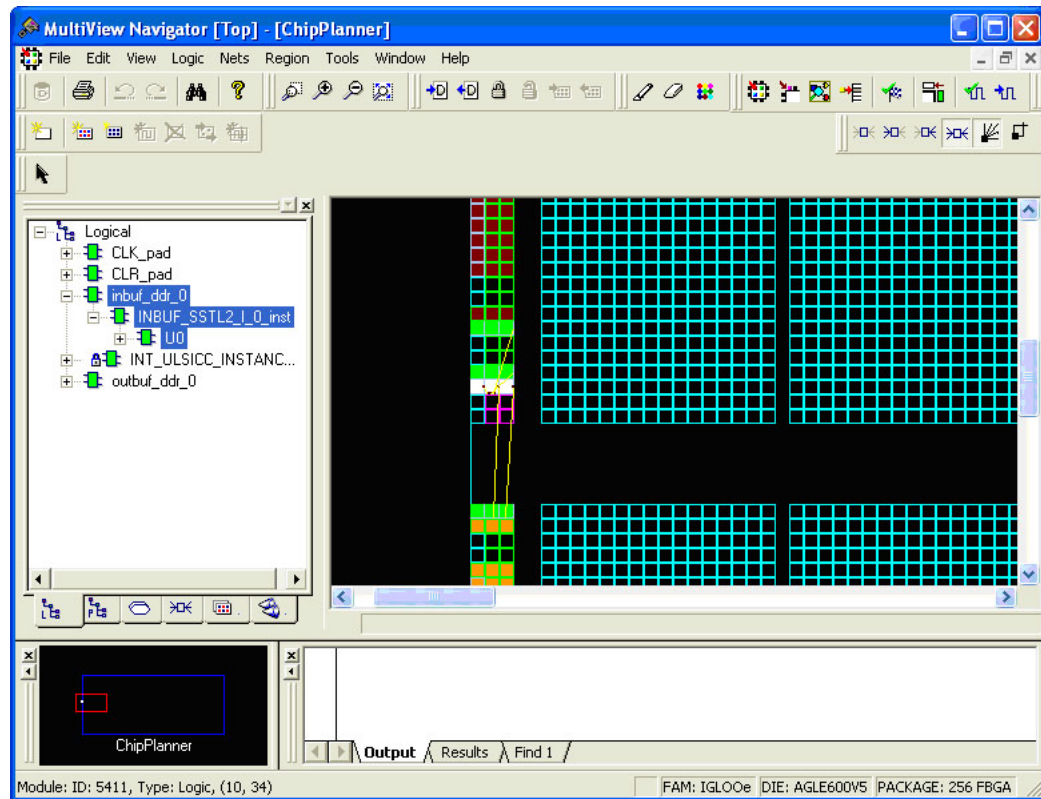 MultiView Navigator [Top] - [ChipPlanner]
File Edit View Logic Nets Region Tools Window Help
Logical
CLK_pad
CLR_pad
inbuf_ddr_0
INBUF_SSTL2_I_0_inst
U0
INT_ULSICC_INSTANC...
outbuf_ddr_0
ChipPlanner
Output Results Find 1
Module: ID: 5411, Type: Logic, (10, 34) FAM: IGLOOe DIE: AGLE600V5 PACKAGE: 256 FBGA